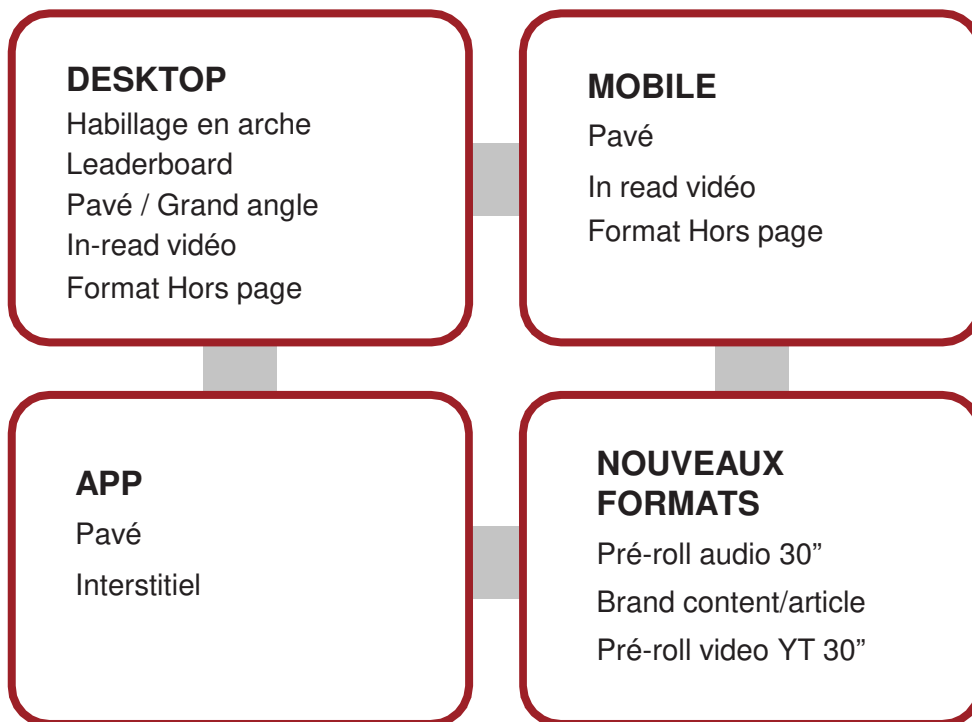 DESKTOP
Habillage en arche
Leaderboard
Pavé / Grand angle
In-read vidéo
Format Hors page
MOBILE
Pavé
In read vidéo
Format Hors page
APP
Pavé
Interstitiel
NOUVEAUX
FORMATS
Pré-roll audio 30”
Brand content/article
Pré-roll video YT 30”